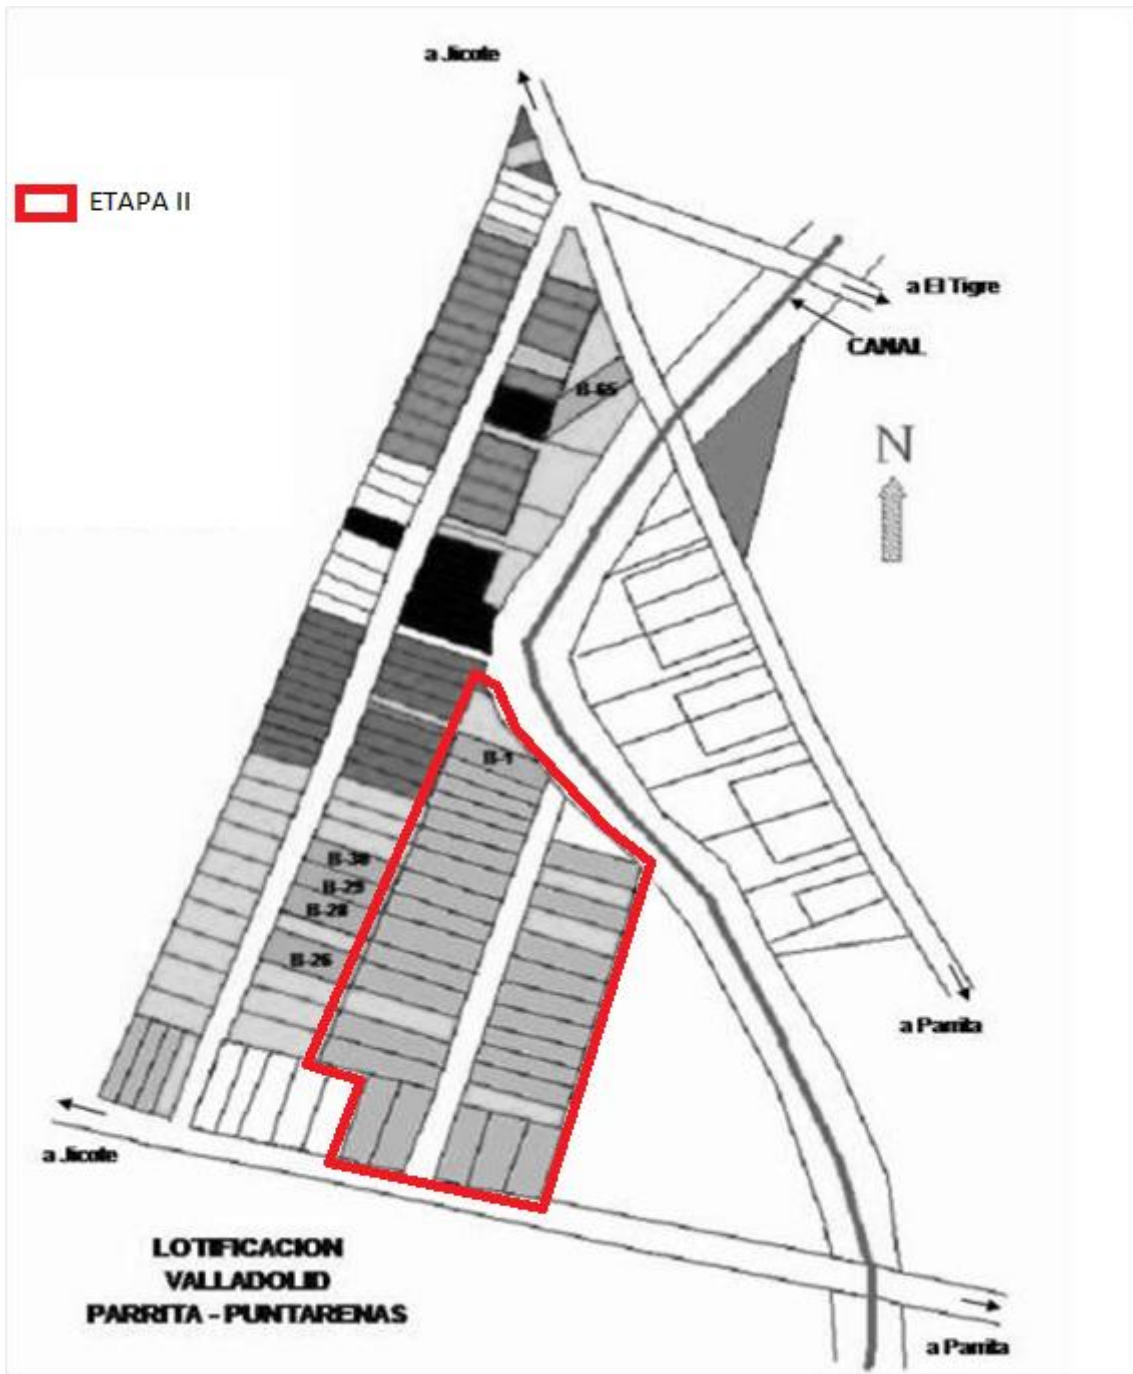 a Jicote
ETAPA II
a El Tigre
CANAL
B-65
N
B-1
B-30
B-29
B-28
B-26
a Parrita
a Jicote
LOTIFICACION
VALLADOLID
PARRITA - PUNTARENAS
a Parrita